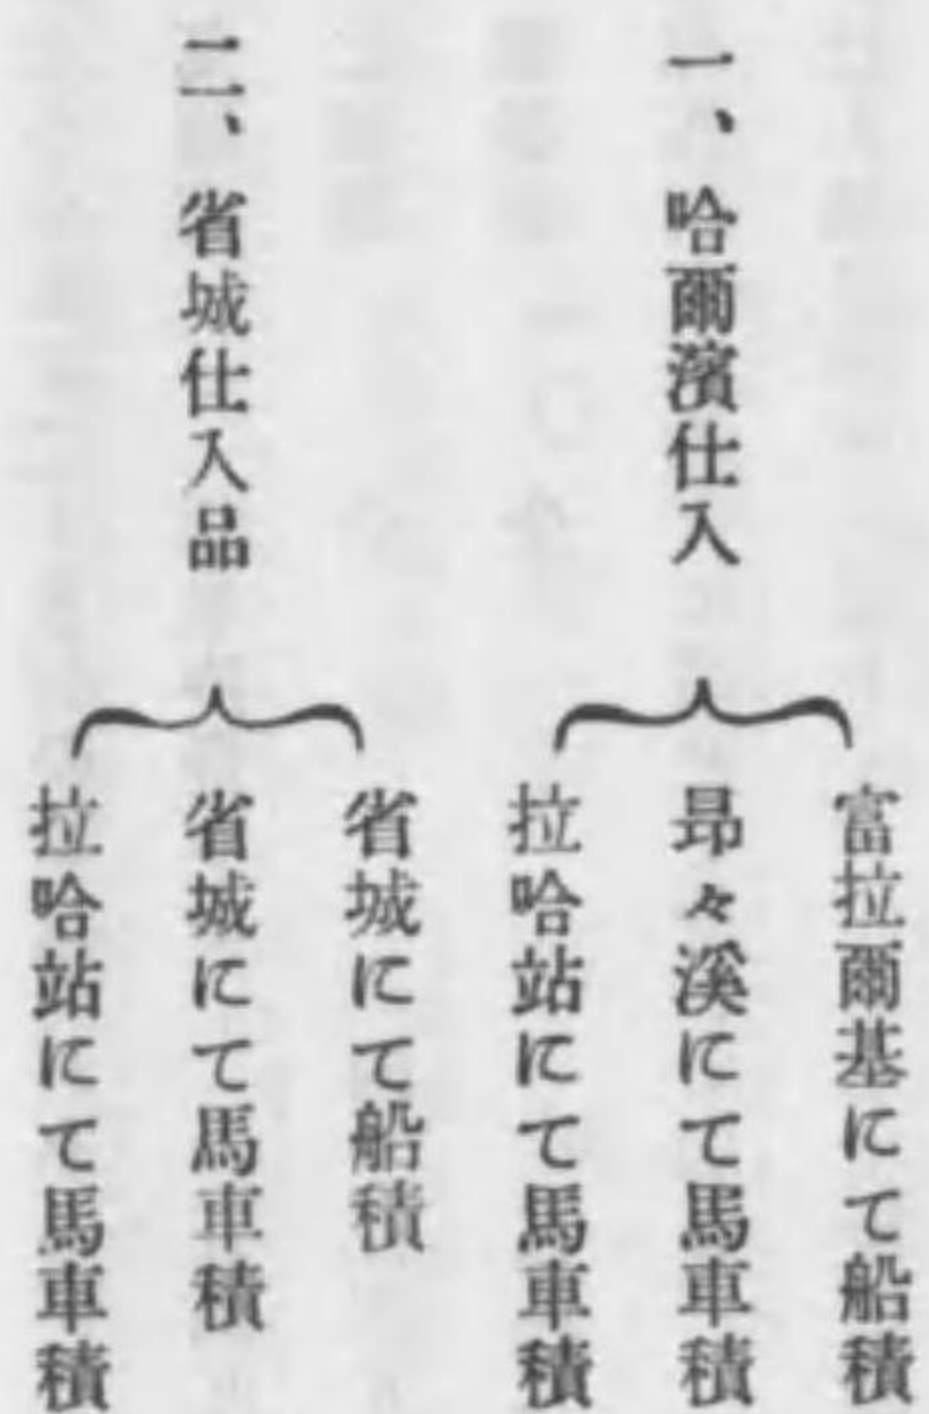 一、哈爾濱仕入
富拉爾基にて船積
昻々溪にて馬車積
拉哈站にて馬車積
二、省城仕入品
省城にて船積
省城にて馬車積
拉哈站にて馬車積